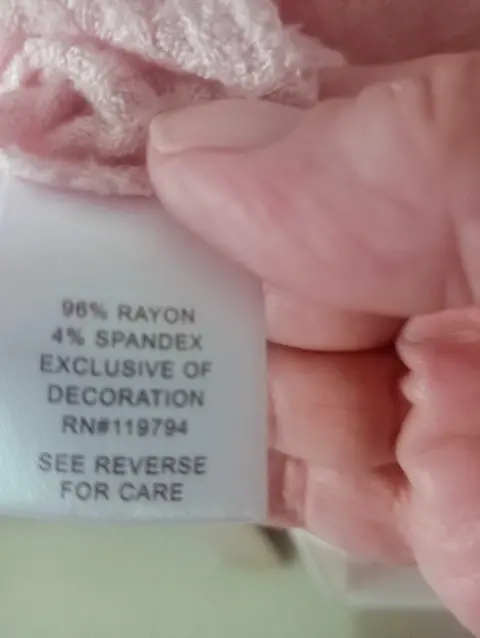 96% RAYON
4% SPANDEX
EXCLUSIVE OF
DECORATION
RN#119794
SEE REVERSE
FOR CARE